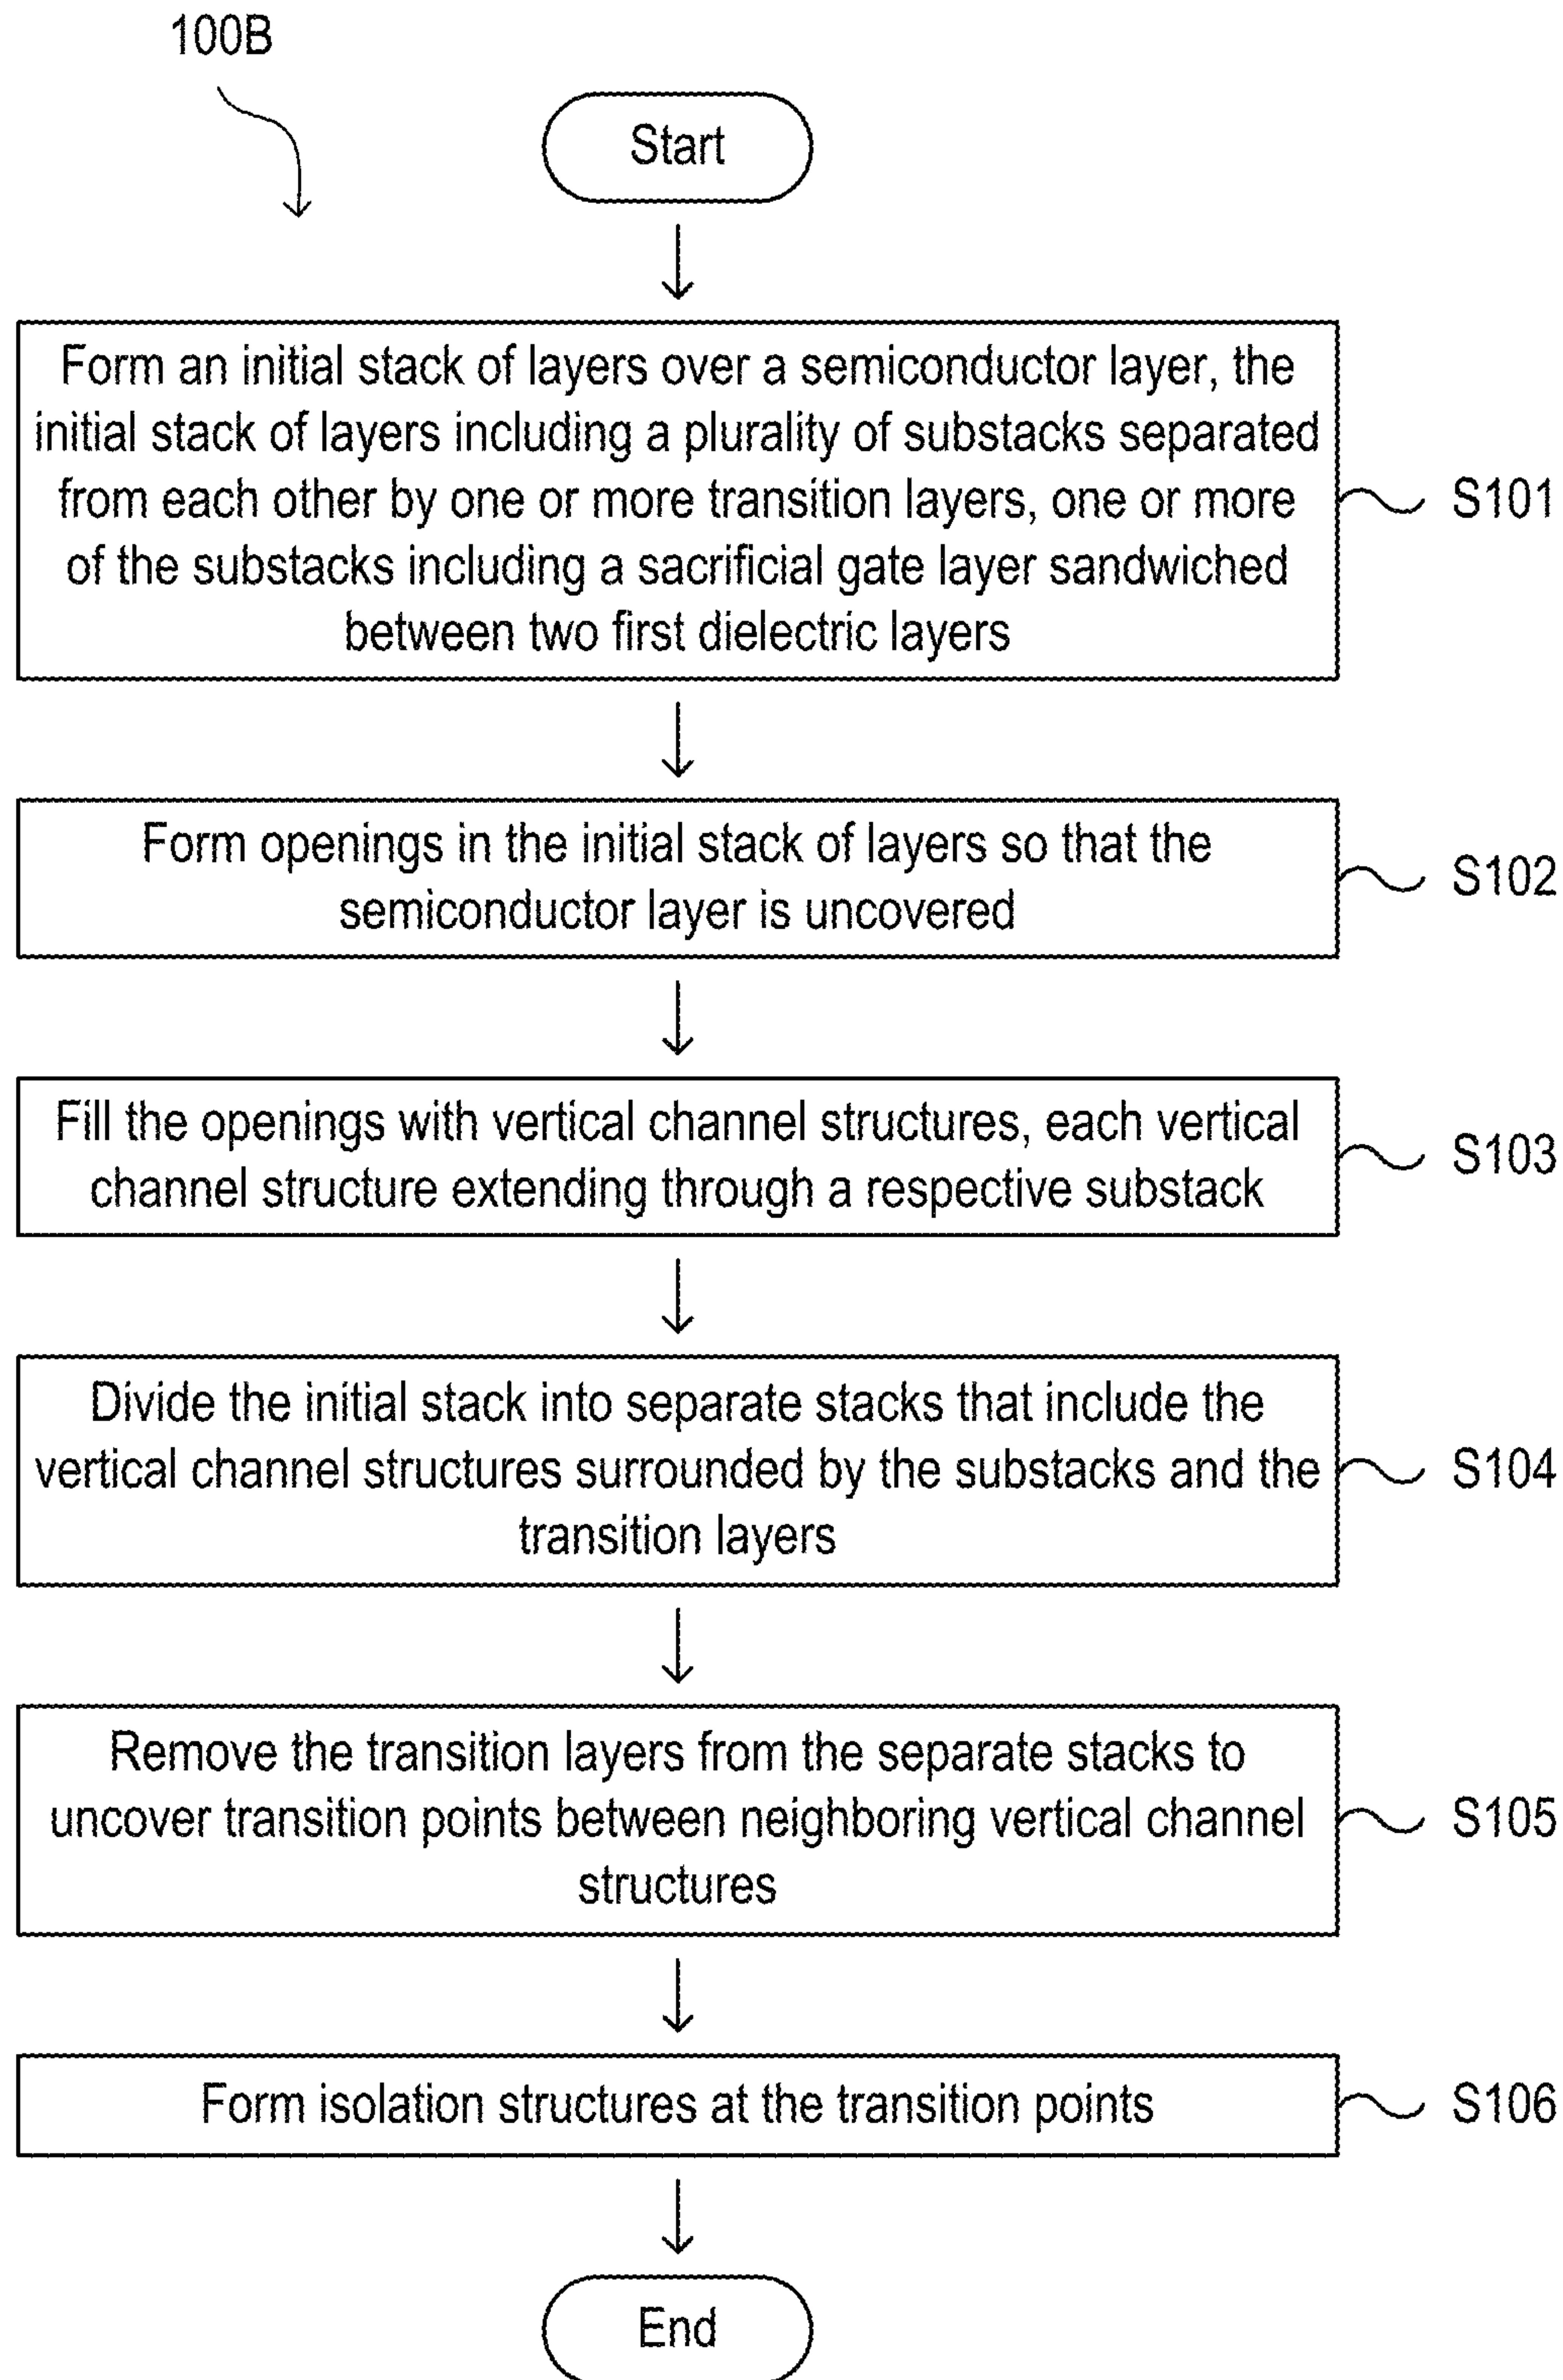 100B
Start
Form an initial stack of layers over a semiconductor layer, the
initial stack of layers including a plurality of substacks separated
from each other by one or more transition layers, one or more
of the substacks including a sacrificial gate layer sandwiched
between two first dielectric layers
S101
Form openings in the initial stack of layers so that the
semiconductor layer is uncovered
S102
Fill the openings with vertical channel structures, each vertical
channel structure extending through a respective substack
S103
Divide the initial stack into separate stacks that include the
vertical channel structures surrounded by the substacks and the
transition layers
S104
Remove the transition layers from the separate stacks to
uncover transition points between neighboring vertical channel
structures
S105
Form isolation structures at the transition points
S106
End